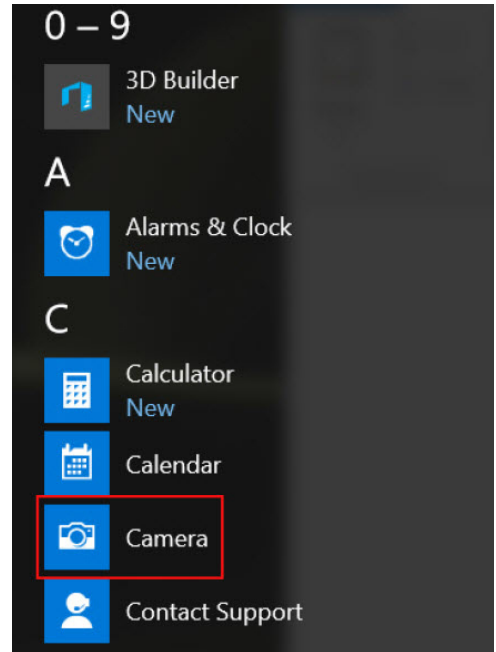 0 – 9
3D Builder
New
A
Alarms & Clock
New
C
Calculator
New
Calendar
Camera
Contact Support